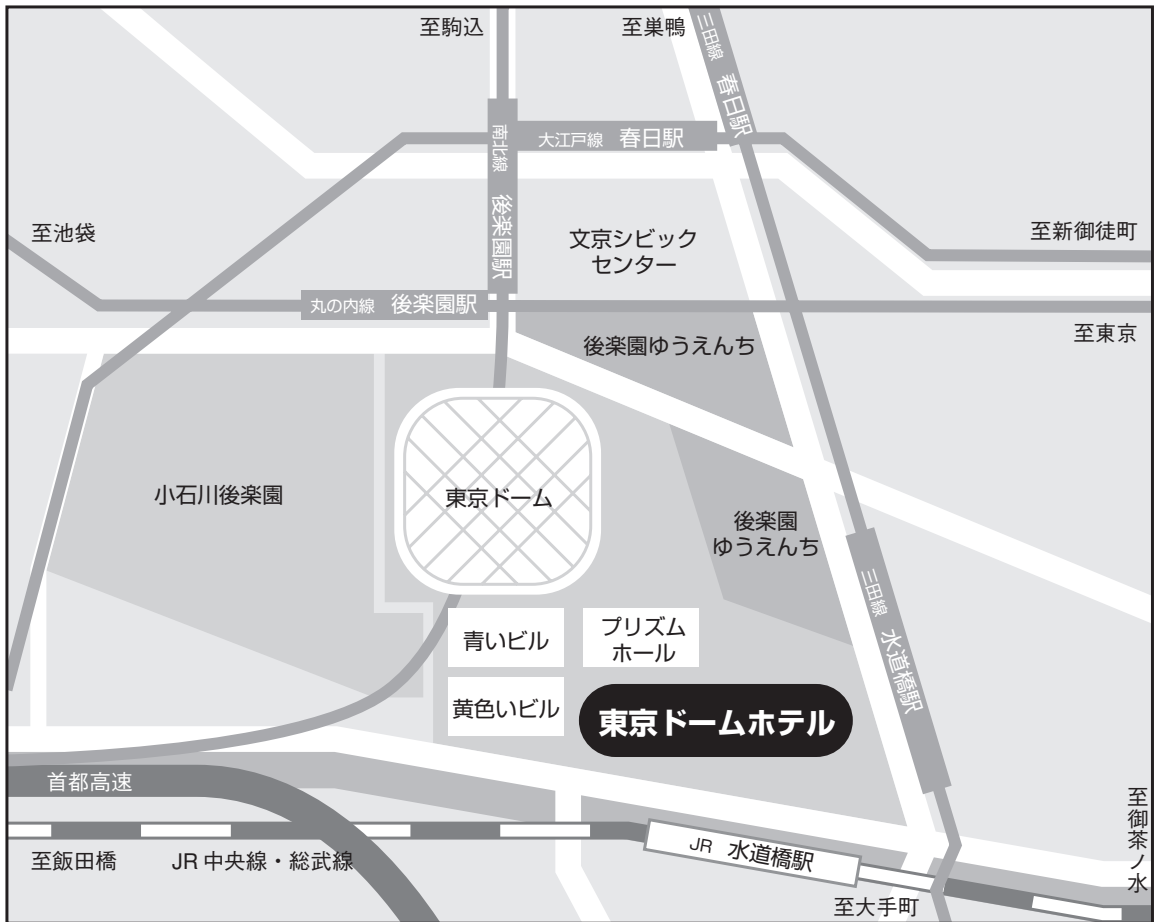 至駒込
至巣鴨
三田線 春日駅
南北線 後楽園駅
大江戸線 春日駅
至池袋
文京シビック
センター
至新御徒町
丸の内線 後楽園駅
至東京
後楽園ゆうえんち
小石川後楽園
東京ドーム
後楽園
ゆうえんち
三田線 水道橋駅
青いビル
プリズム
ホール
黄色いビル
東京ドームホテル
首都高速
至御茶ノ水
至飯田橋
JR 中央線・総武線
JR 水道橋駅
至大手町